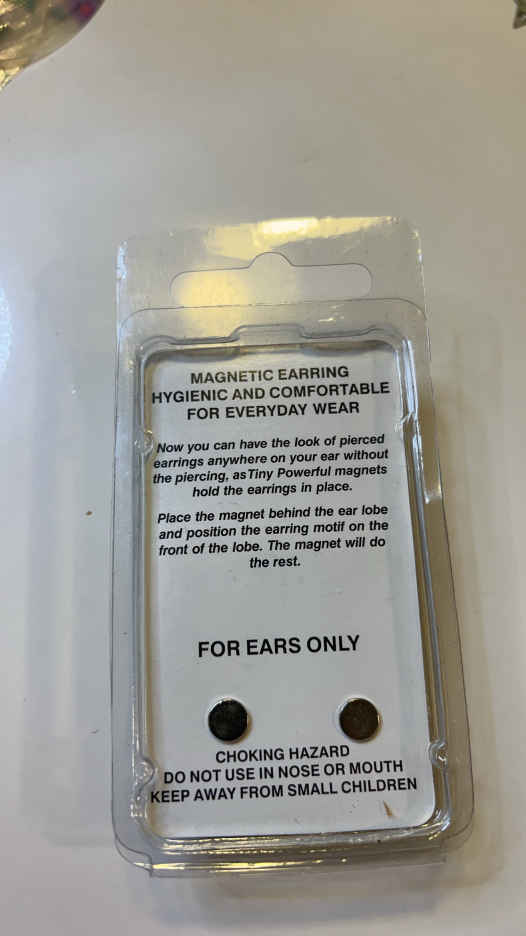 MAGNETIC EARRING
HYGIENIC AND COMFORTABLE
FOR EVERYDAY WEAR
Now you can have the look of pierced
earrings anywhere on your ear without
the piercing, as Tiny Powerful magnets
hold the earrings in place.
Place the magnet behind the ear lobe
and position the earring motif on the
front of the lobe. The magnet will do
the rest.
FOR EARS ONLY
CHOKING HAZARD
DO NOT USE IN NOSE OR MOUTH
KEEP AWAY FROM SMALL CHILDREN